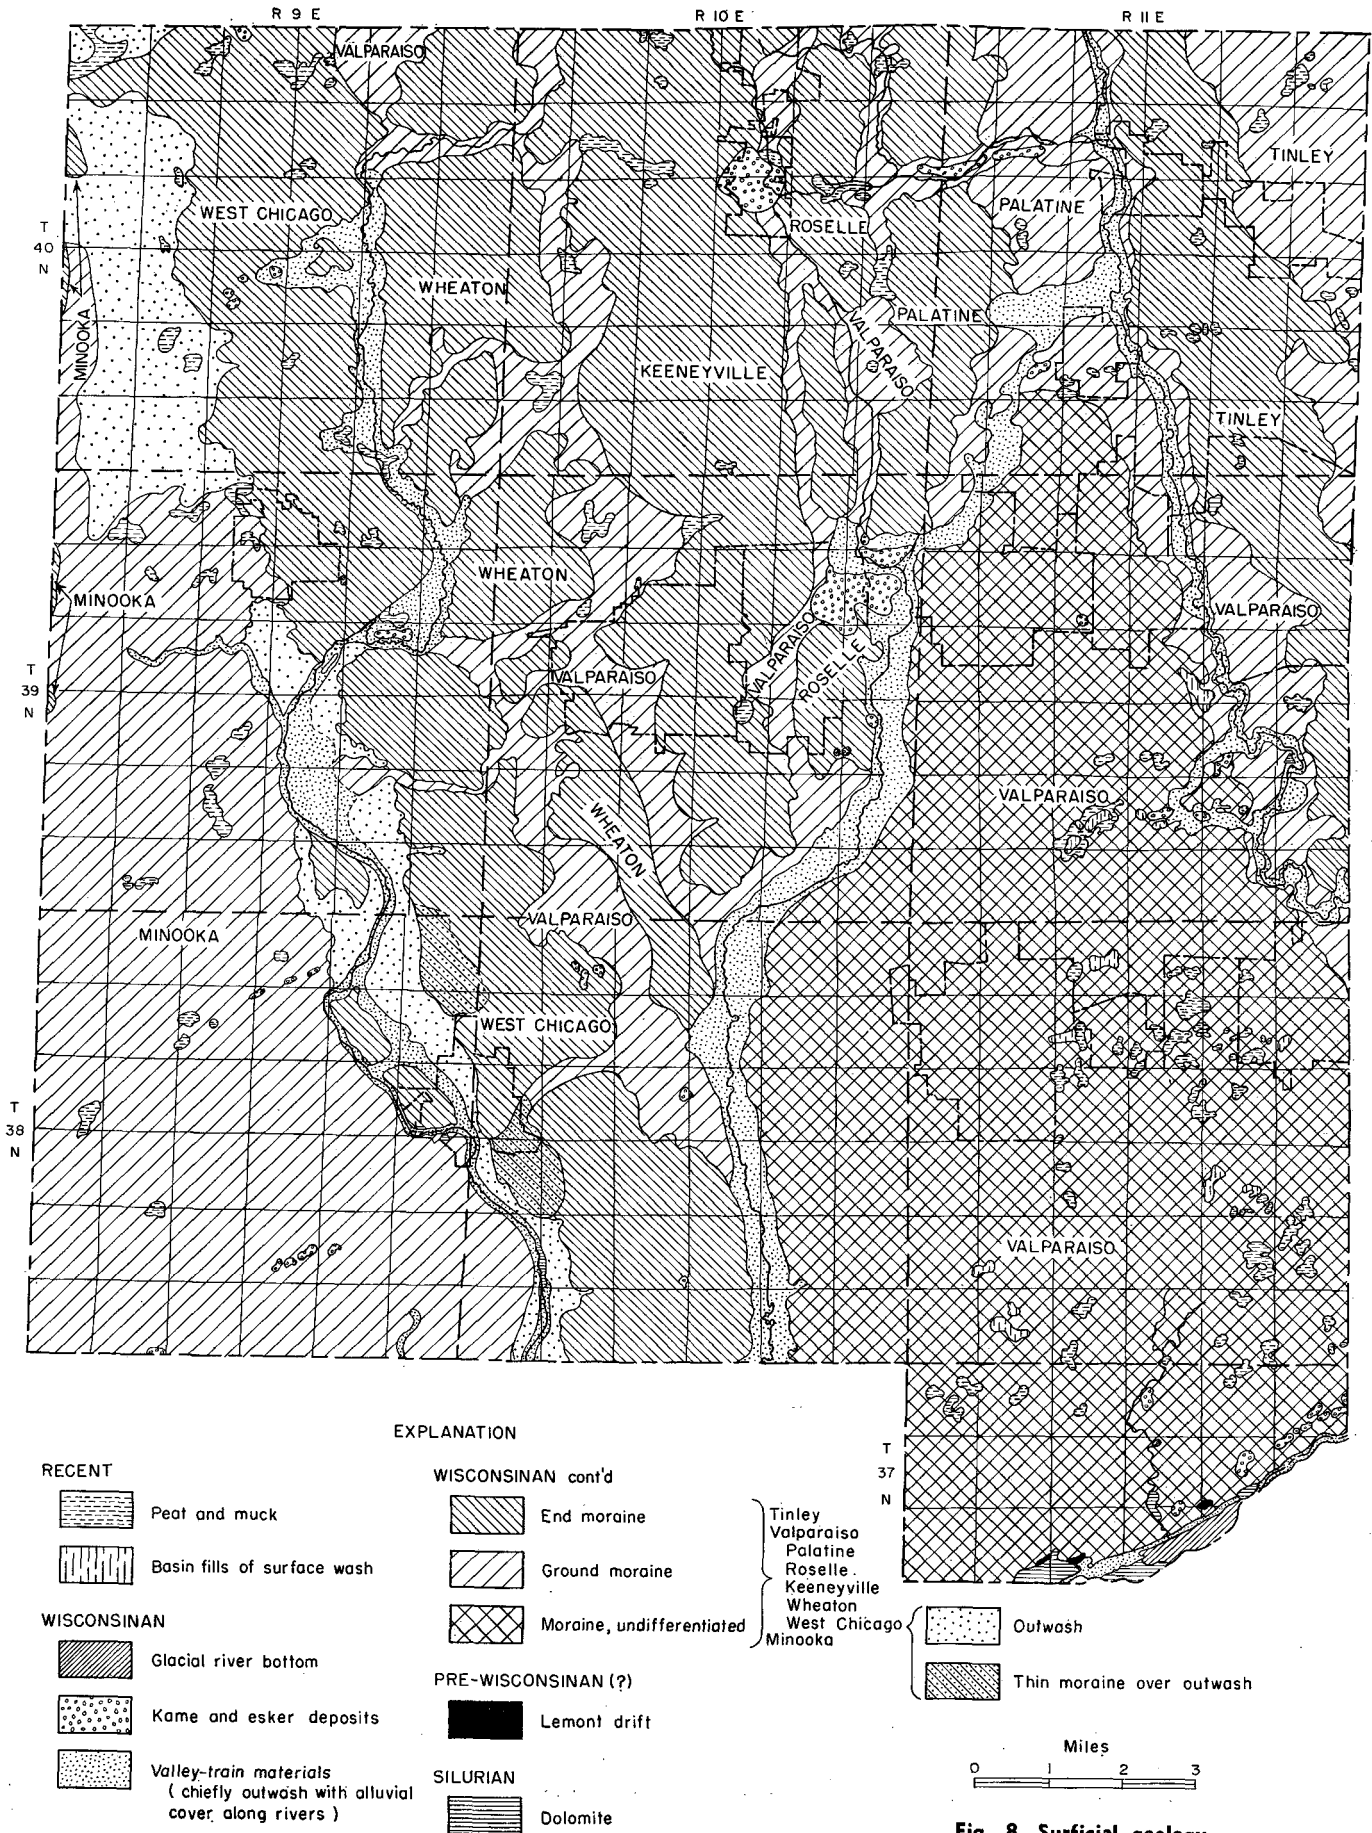 R 9 E
R 10 E
R 11 E
VALPARAISO
TINLEY
WEST CHICAGO
PALATINE
ROSELLE
T
40
N
WHEATON
MINOOKA
PALATINE
VALPARAISO
KEENEYVILLE
TINLEY
WHEATON
MINOOKA
VALPARAISO
VALPARAISO
ROSELLE
VALPARAISO
T
39
N
VALPARAISO
WHEATON
VALPARAISO
MINOOKA
WEST CHICAGO
T
38
N
VALPARAISO
T
37
N
EXPLANATION
RECENT
Peat and muck
Basin fills of surface wash
WISCONSINAN
Glacial river bottom
Kame and esker deposits
Valley-train materials
( chiefly outwash with alluvial
cover along rivers )
WISCONSINAN cont'd
End moraine
Ground moraine
Moraine, undifferentiated
Tinley
Valparaiso
Palatine
Roselle.
Keeneyville
Wheaton
West Chicago
Minooka
Outwash
Thin moraine over outwash
PRE-WISCONSINAN (?)
Lemont drift
SILURIAN
Dolomite
Miles
0 1 2 3
Fig. 8 Surficial geology